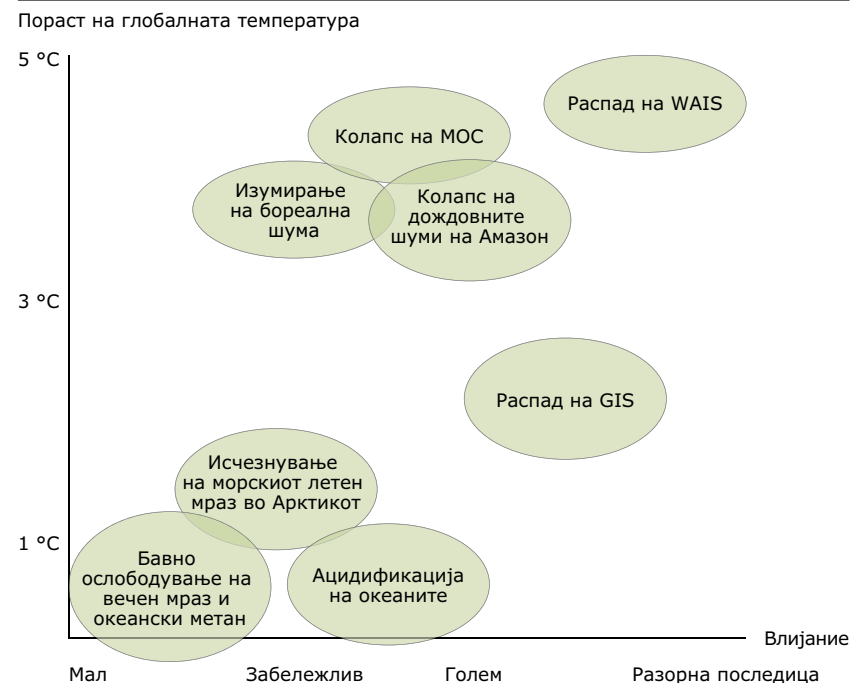 Пораст на глобалната температура
5 °C
Распад на WAIS
Колапс на МОС
Изумирање
на бореална
шума
Колапс на
дождовните
шуми на Амазон
3 °C
Распад на GIS
Исчезнување
на морскиот летен
мраз во Арктикот
1 °C
Бавно
ослободување на
вечен мраз и
океански метан
Ацидификација
на океаните
Влијание
Мал
Забележлив
Голем
Разорна последица